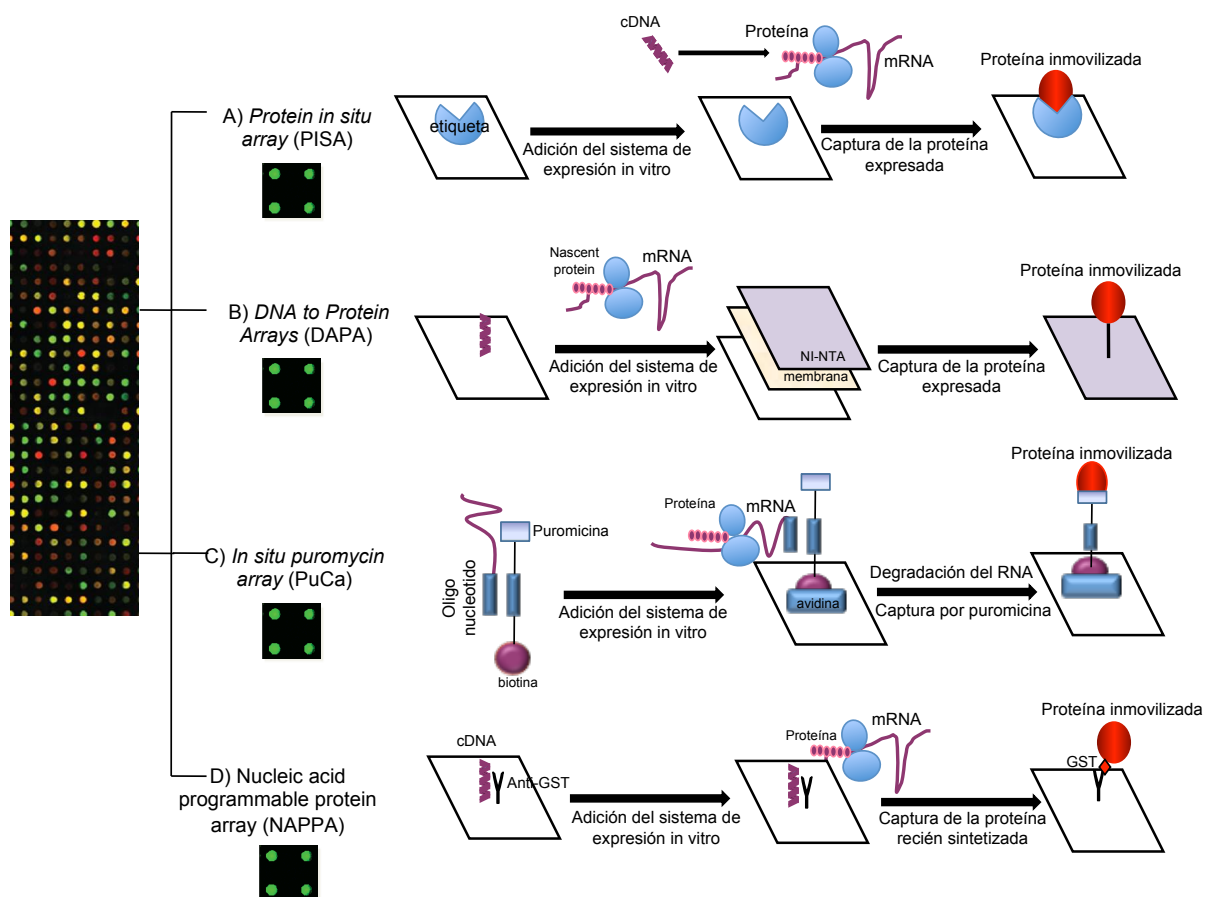 cDNA
Proteína
mRNA
Proteína inmovilizada
A) Protein in situ
array (PISA)
etiqueta
Adición del sistema de
expresión in vitro
Captura de la proteína
expresada
Nascent
protein
mRNA
Proteína inmovilizada
B) DNA to Protein
Arrays (DAPA)
Adición del sistema de
expresión in vitro
NI-NTA
membrana
Captura de la proteína
expresada
C) In situ puromycin
array (PuCa)
Puromicina
Oligo
nucleotido
biotina
Adición del sistema de
expresión in vitro
Proteína
mRNA
avidina
Degradación del RNA
Captura por puromicina
Proteína inmovilizada
D) Nucleic acid
programmable protein
array (NAPPA)
cDNA
Anti-GST
Adición del sistema de
expresión in vitro
Proteína
mRNA
Captura de la proteína
recién sintetizada
Proteína inmovilizada
GST